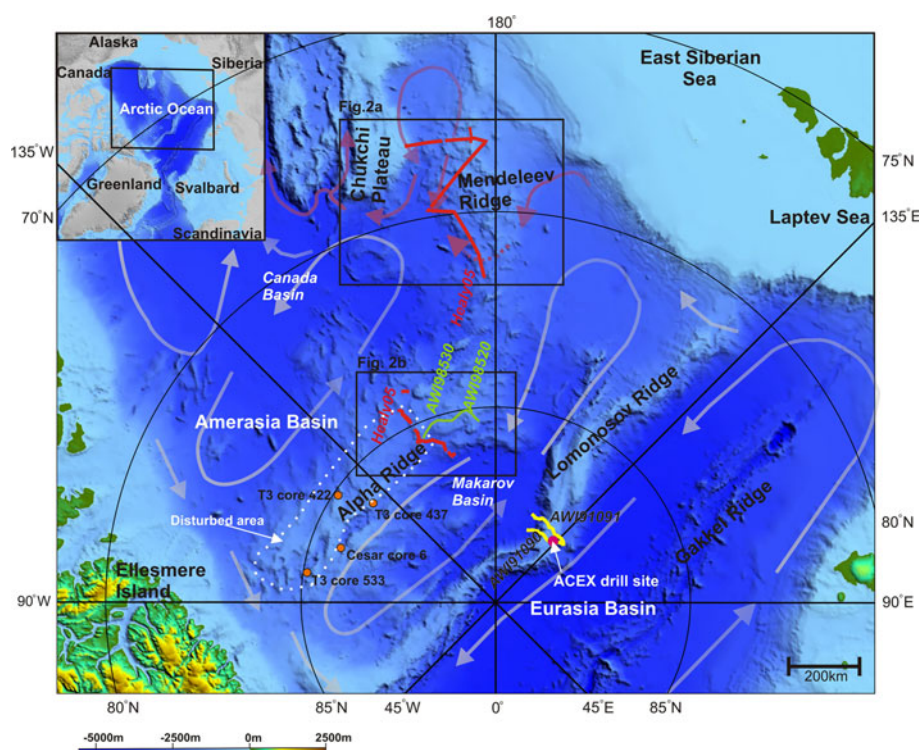 180°
Alaska
Canada
Siberia
Arctic Ocean
Greenland
Svalbard
Scandinavia
East Siberian
Sea
Fig.2a
Chukchi
Plateau
Mendeleev
Ridge
135°W
70°N
75°N
135°E
Laptev Sea
Canada
Basin
Healy05
Fig. 2b
AWI98530
AWI98520
Healy05
Amerasia Basin
Lomonosov Ridge
Alpha Ridge
Makarov
Basin
T3 core 422
T3 core 437
Disturbed area
Gakkel Ridge
80°N
AWI91091
AWI91090
Cesar core 6
T3 core 533
ACEX drill site
Ellesmere
Island
90°W
Eurasia Basin
90°E
200km
80°N
85°N
45°W
0°
45°E
85°N
-5000m
-2500m
0m
2500m